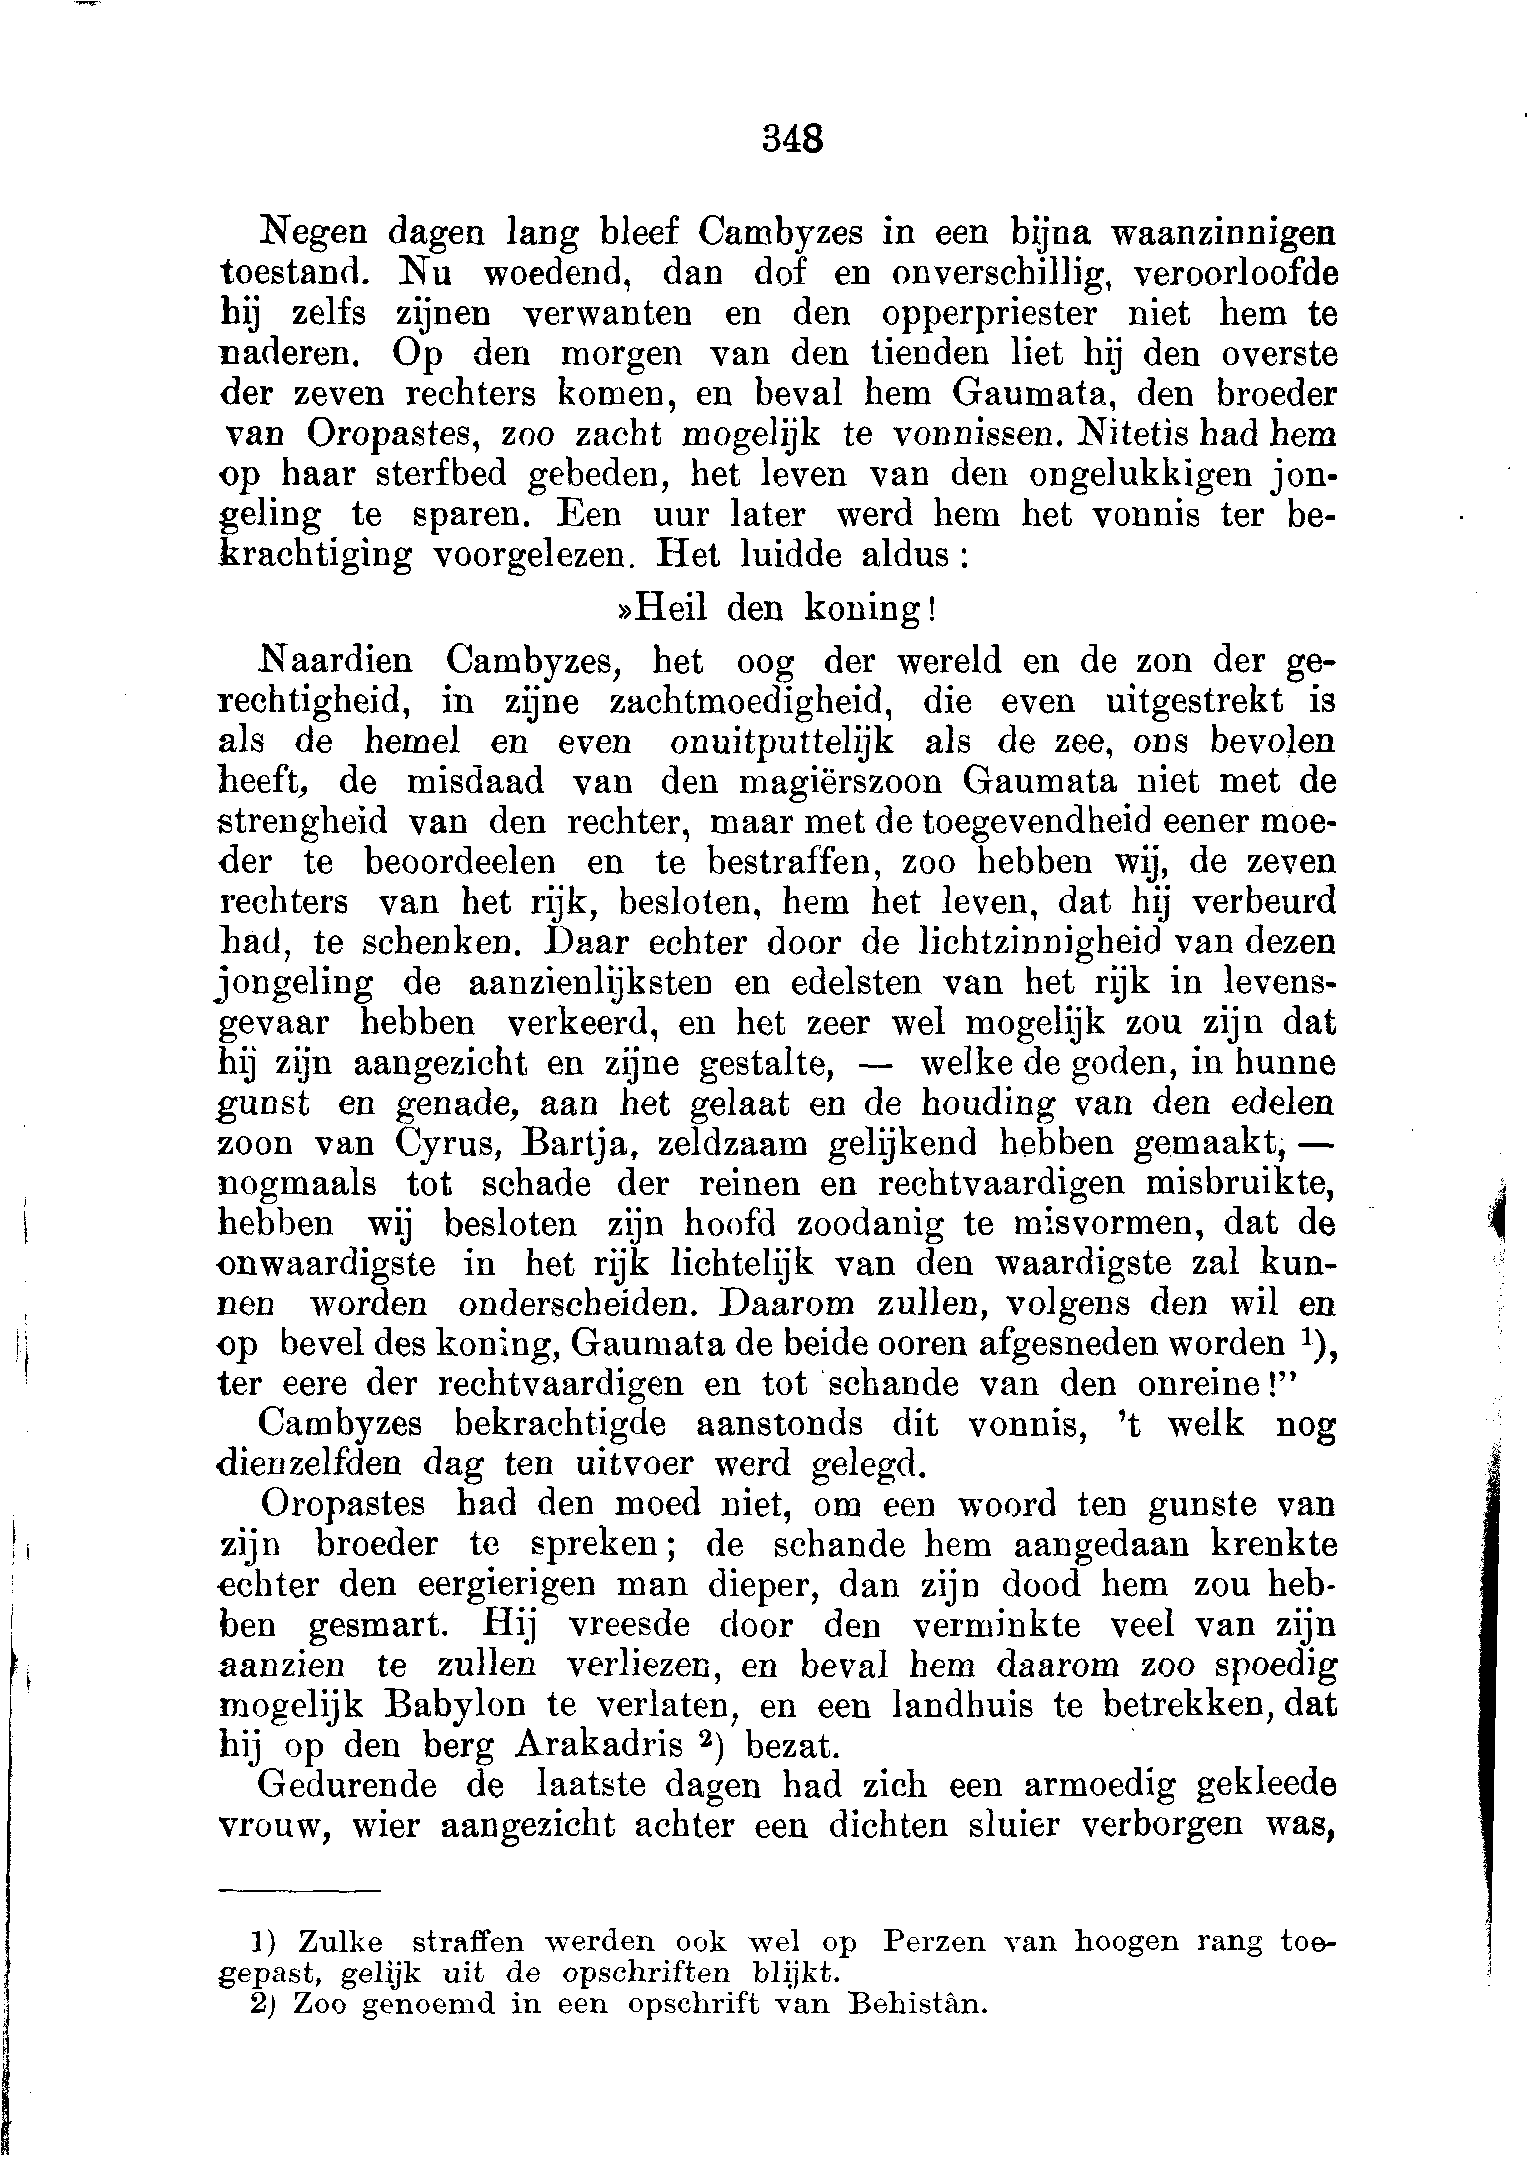 348
Negen dagen lang bleef Cambyzes in een bijna waanzinnigen
toestand. Nu woedend, dan dof en onverschillig, veroorloofde
hij zelfs zijnen verwanten en den opperpriester niet hem te
naderen. Op den morgen van den tienden liet hij den overste
der zeven rechters komen, en beval hem Gaumata, den broeder
van Oropastes, zoo zacht mogelijk te vonnissen. Nitetis had hem
op haar sterfbed gebeden, het leven van den ongelukkigen jon-
geling te sparen. Een uur later werd hem het vonnis ter be-
krachtiging voorgelezen. Het luidde aldus:
»Heil den koning!
Naardien Cambyzes, het oog der wereld en de zon der ge-
rechtigheid, in zijne zachtmoedigheid, die even uitgestrekt is
als de hemel en even onuitputtelijk als de zee, ons bevolen
heeft, de misdaad van den magiërszoon Gaumata niet met de
strengheid van den rechter, maar met de toegevendheid eener moe-
der te beoordeelen en te bestraffen, zoo hebben wij, de zeven
rechters van het rijk, besloten, hem het leven, dat hij verbeurd
had, te schenken. Daar echter door de lichtzinnigheid van dezen
jongeling de aanzienlijksten en edelsten van het rijk in levens-
gevaar hebben verkeerd, en het zeer wel mogelijk zou zijn dat
hij zijn aangezicht en zijne gestalte, — welke de goden, in hunne
gunst en genade, aan het gelaat en de houding van den edelen
zoon van Cyrus, Bartja, zeldzaam gelijkend hebben gemaakt, —
nogmaals tot schade der reinen en rechtvaardigen misbruikte,
hebben wij besloten zijn hoofd zoodanig te misvormen, dat de
onwaardigste in het rijk lichtelijk van den waardigste zal kun-
nen worden onderscheiden. Daarom zullen, volgens den wil en
op bevel des koning, Gaumata de beide ooren afgesneden worden ¹),
ter eere der rechtvaardigen en tot schande van den onreine!”
Cambyzes bekrachtigde aanstonds dit vonnis, ’t welk nog
dienzelfden dag ten uitvoer werd gelegd.
Oropastes had den moed niet, om een woord ten gunste van
zijn broeder te spreken; de schande hem aangedaan krenkte
echter den eergierigen man dieper, dan zijn dood hem zou heb-
ben gesmart. Hij vreesde door den verminkte veel van zijn
aanzien te zullen verliezen, en beval hem daarom zoo spoedig
mogelijk Babylon te verlaten, en een landhuis te betrekken, dat
hij op den berg Arakadris ²) bezat.
Gedurende de laatste dagen had zich een armoedig gekleede
vrouw, wier aangezicht achter een dichten sluier verborgen was,
1) Zulke straffen werden ook wel op Perzen van hoogen rang toe-
gepast, gelijk uit de opschriften blijkt.
2) Zoo genoemd in een opschrift van Behistân.